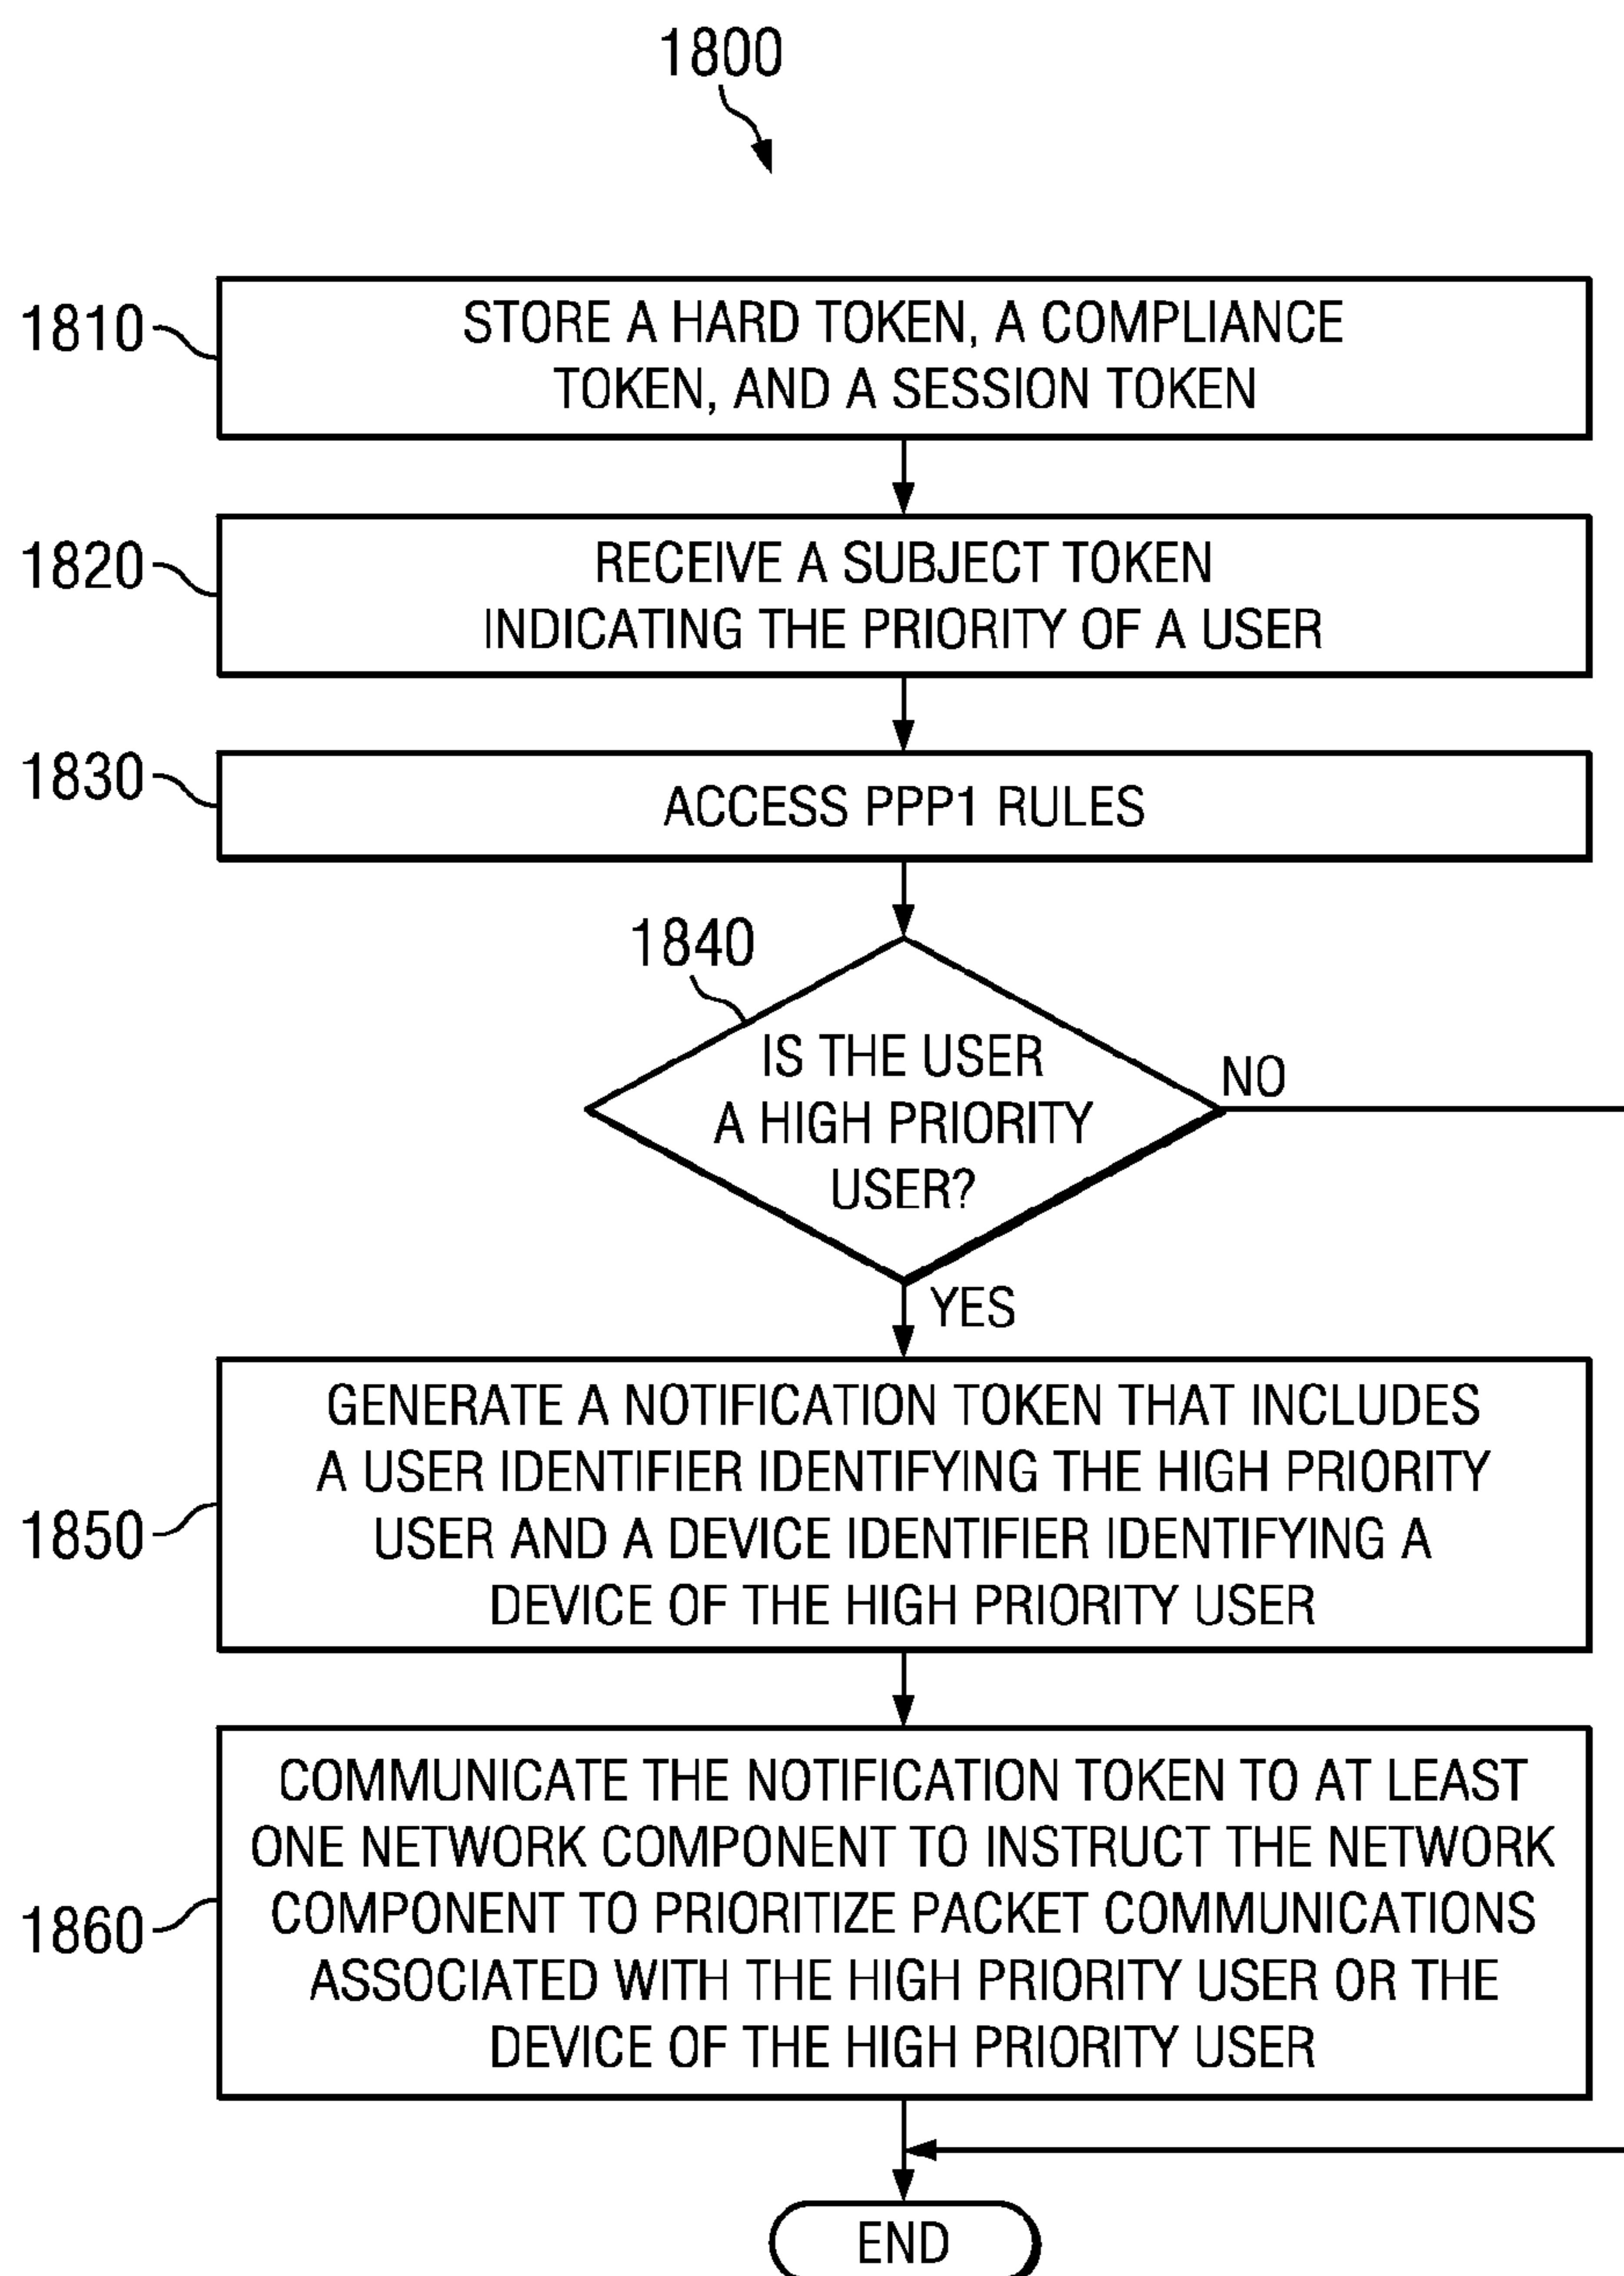 1800
1810
STORE A HARD TOKEN, A COMPLIANCE
TOKEN, AND A SESSION TOKEN
1820
RECEIVE A SUBJECT TOKEN
INDICATING THE PRIORITY OF A USER
1830
ACCESS PPP1 RULES
1840
IS THE USER
A HIGH PRIORITY
USER?
NO
YES
1850
GENERATE A NOTIFICATION TOKEN THAT INCLUDES
A USER IDENTIFIER IDENTIFYING THE HIGH PRIORITY
USER AND A DEVICE IDENTIFIER IDENTIFYING A
DEVICE OF THE HIGH PRIORITY USER
1860
COMMUNICATE THE NOTIFICATION TOKEN TO AT LEAST
ONE NETWORK COMPONENT TO INSTRUCT THE NETWORK
COMPONENT TO PRIORITIZE PACKET COMMUNICATIONS
ASSOCIATED WITH THE HIGH PRIORITY USER OR THE
DEVICE OF THE HIGH PRIORITY USER
END